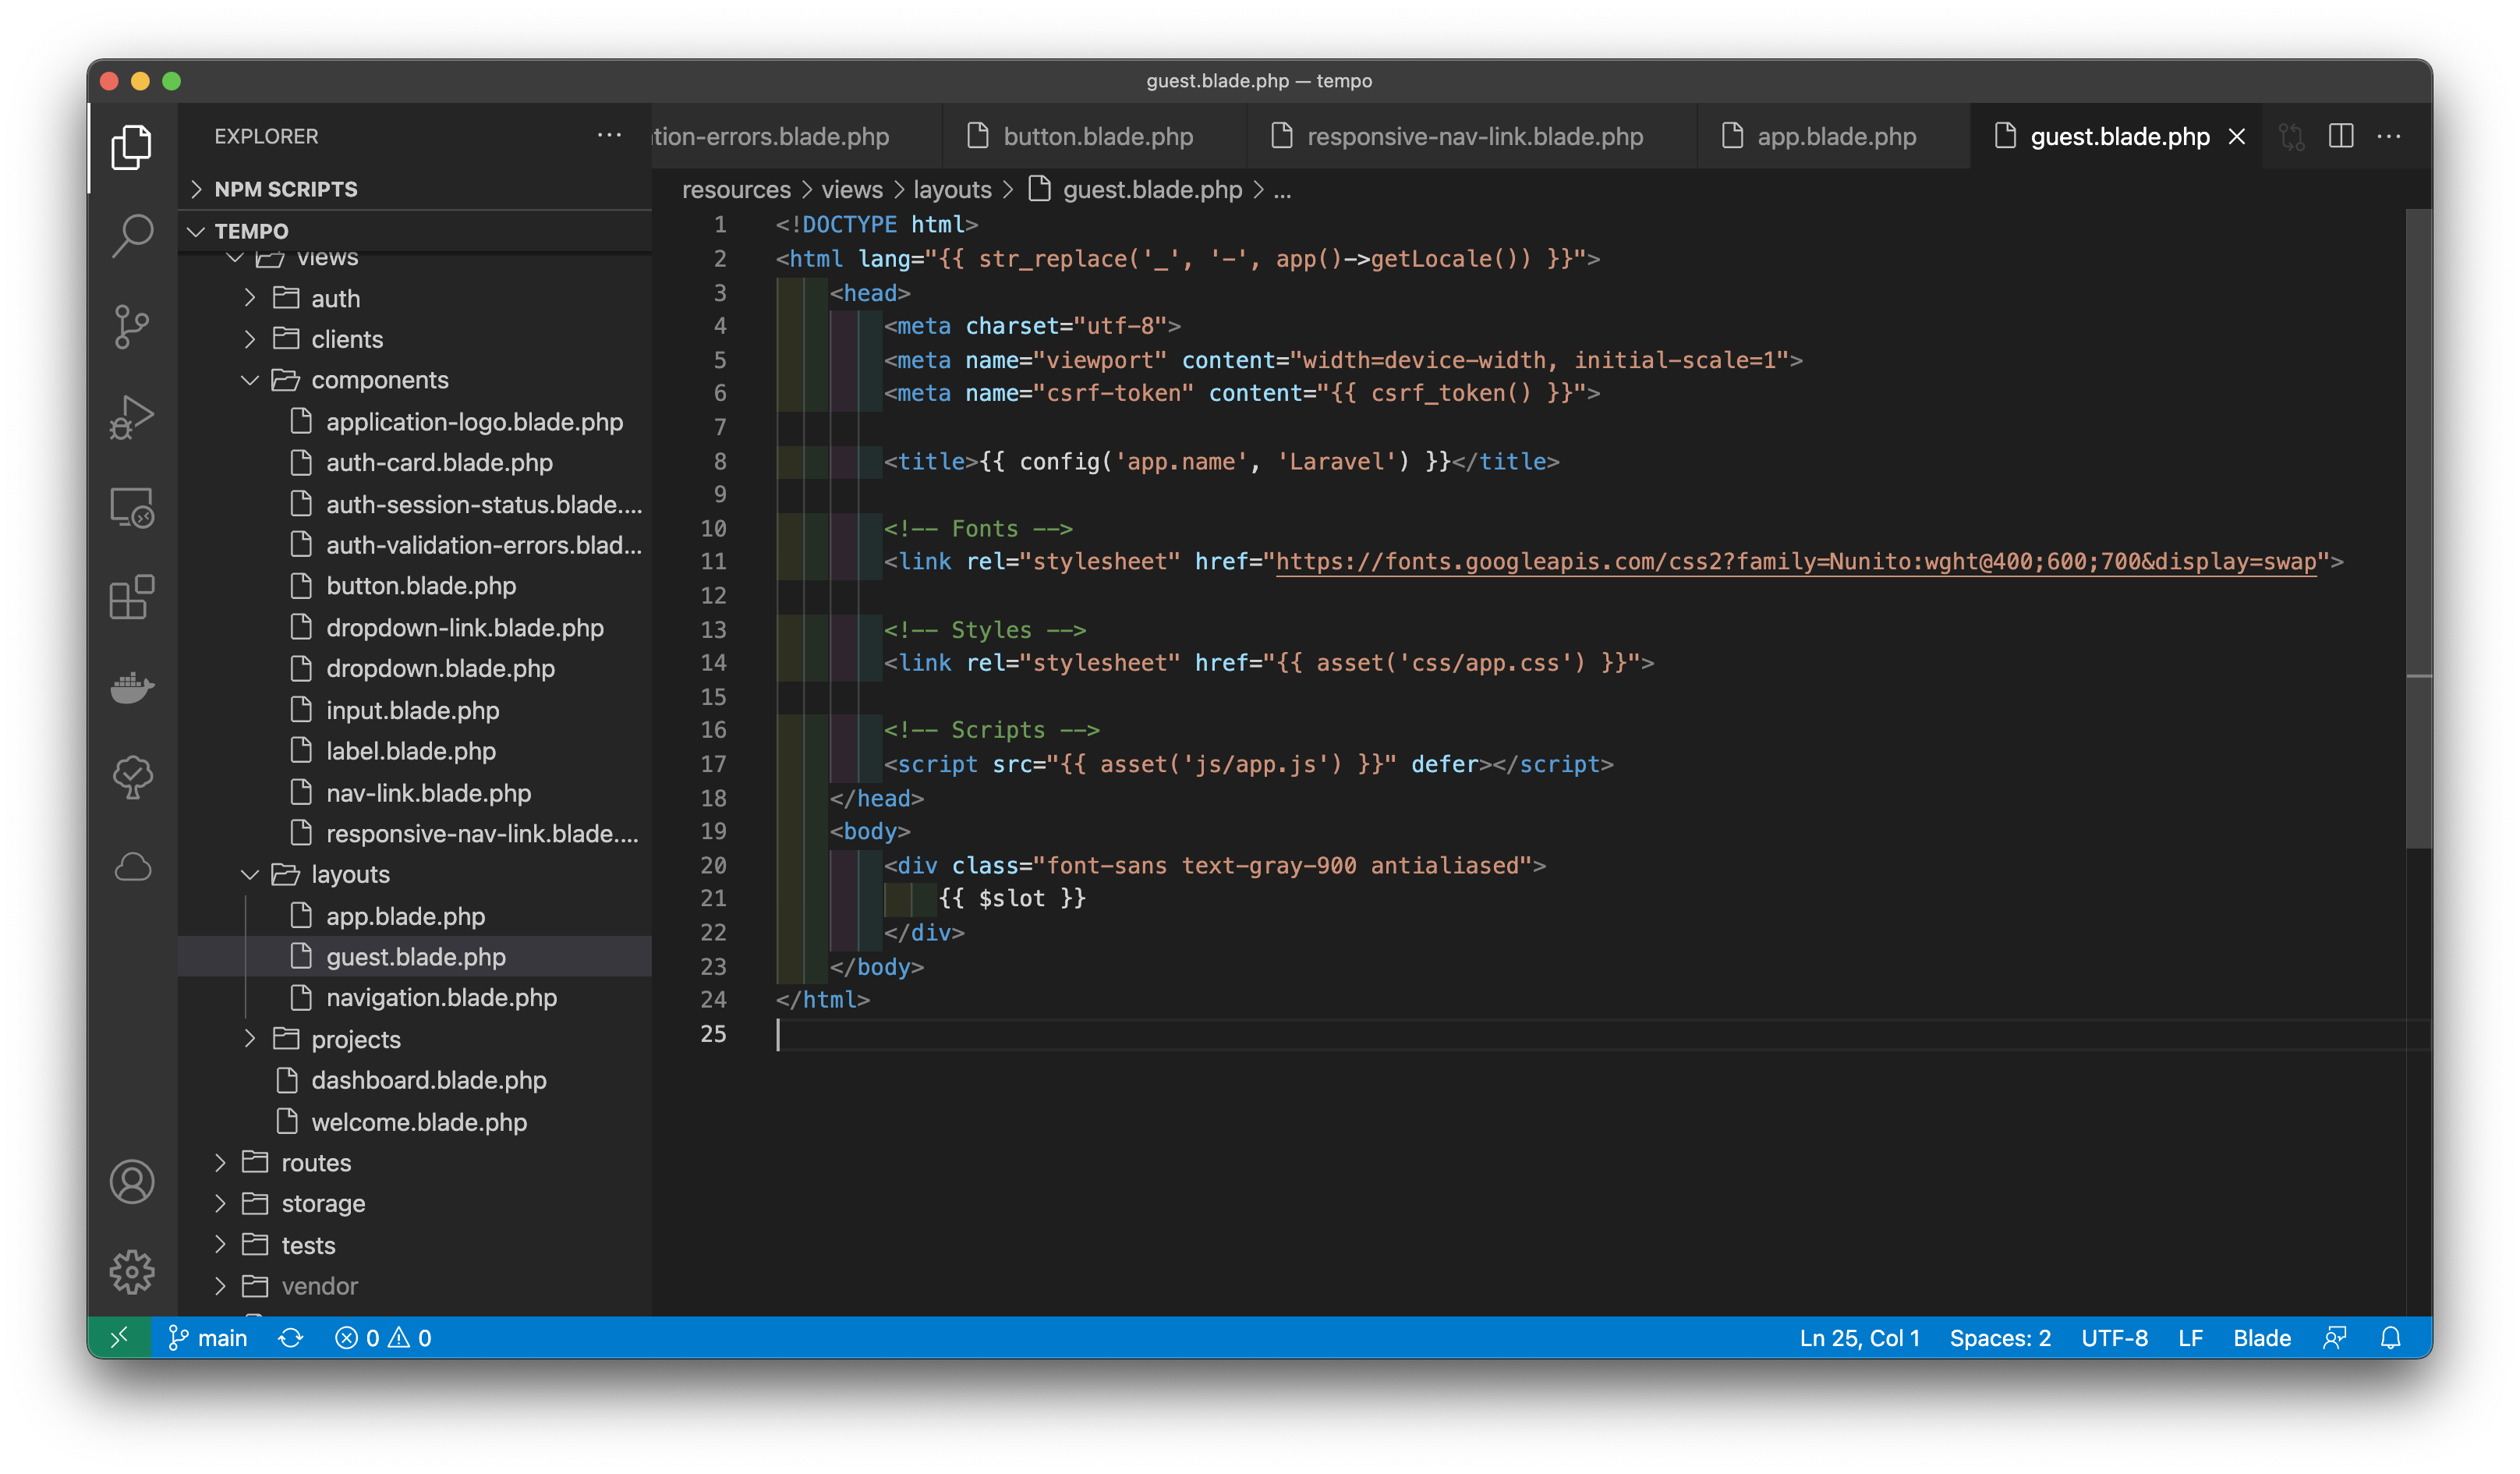 guest.blade.php — tempo
EXPLORER
NPM SCRIPTS
TEMPO
views
auth
clients
components
application-logo.blade.php
auth-card.blade.php
auth-session-status.blade....
auth-validation-errors.blad...
button.blade.php
dropdown-link.blade.php
dropdown.blade.php
input.blade.php
label.blade.php
nav-link.blade.php
responsive-nav-link.blade....
layouts
app.blade.php
guest.blade.php
navigation.blade.php
projects
dashboard.blade.php
welcome.blade.php
routes
storage
tests
vendor
tion-errors.blade.php button.blade.php responsive-nav-link.blade.php app.blade.php guest.blade.php
resources > views > layouts > guest.blade.php > ...
1 <!DOCTYPE html>
2 <html lang="{{ str_replace('_', '-', app()->getLocale()) }}">
3 <head>
4 <meta charset="utf-8">
5 <meta name="viewport" content="width=device-width, initial-scale=1">
6 <meta name="csrf-token" content="{{ csrf_token() }}">
7
8 <title>{{ config('app.name', 'Laravel') }}</title>
9
10 <!-- Fonts -->
11 <link rel="stylesheet" href="https://fonts.googleapis.com/css2?family=Nunito:wght@400;600;700&display=swap">
12
13 <!-- Styles -->
14 <link rel="stylesheet" href="{{ asset('css/app.css') }}">
15
16 <!-- Scripts -->
17 <script src="{{ asset('js/app.js') }}" defer></script>
18 </head>
19 <body>
20 <div class="font-sans text-gray-900 antialiased">
21 {{ $slot }}
22 </div>
23 </body>
24 </html>
25
main 0 0 Ln 25, Col 1 Spaces: 2 UTF-8 LF Blade